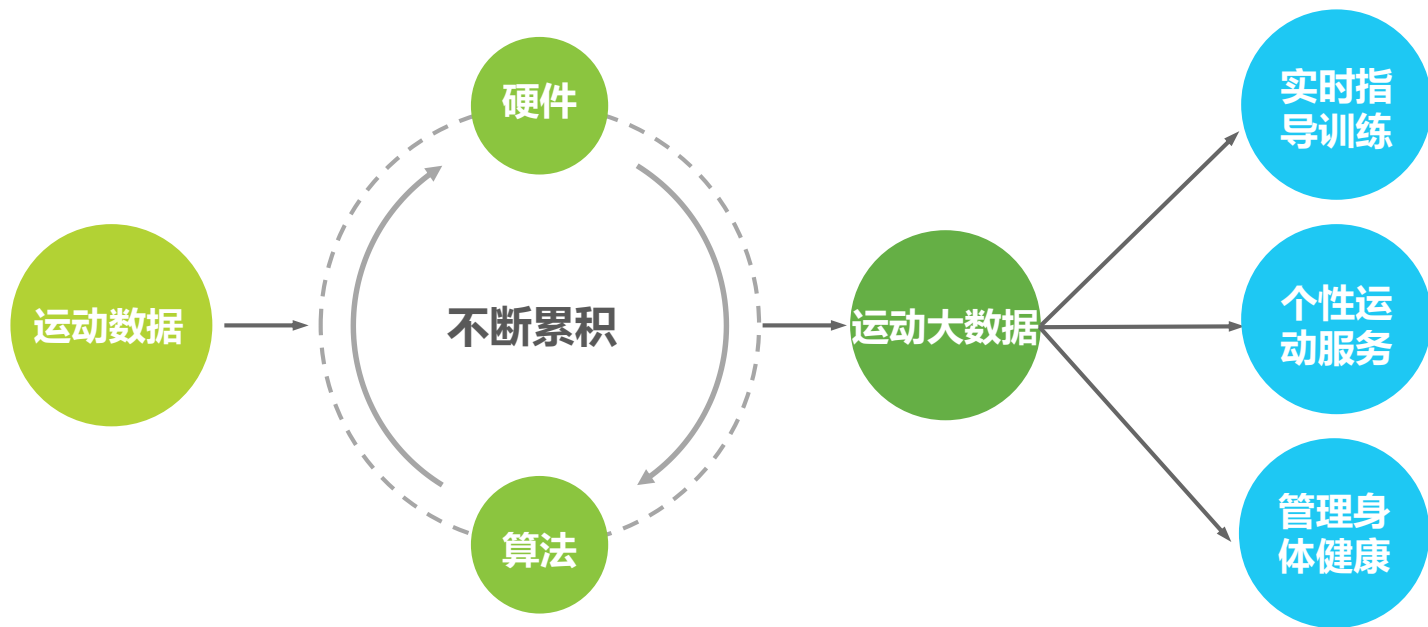 运动数据
硬件
不断累积
算法
运动大数据
实时指
导训练
个性运
动服务
管理身
体健康